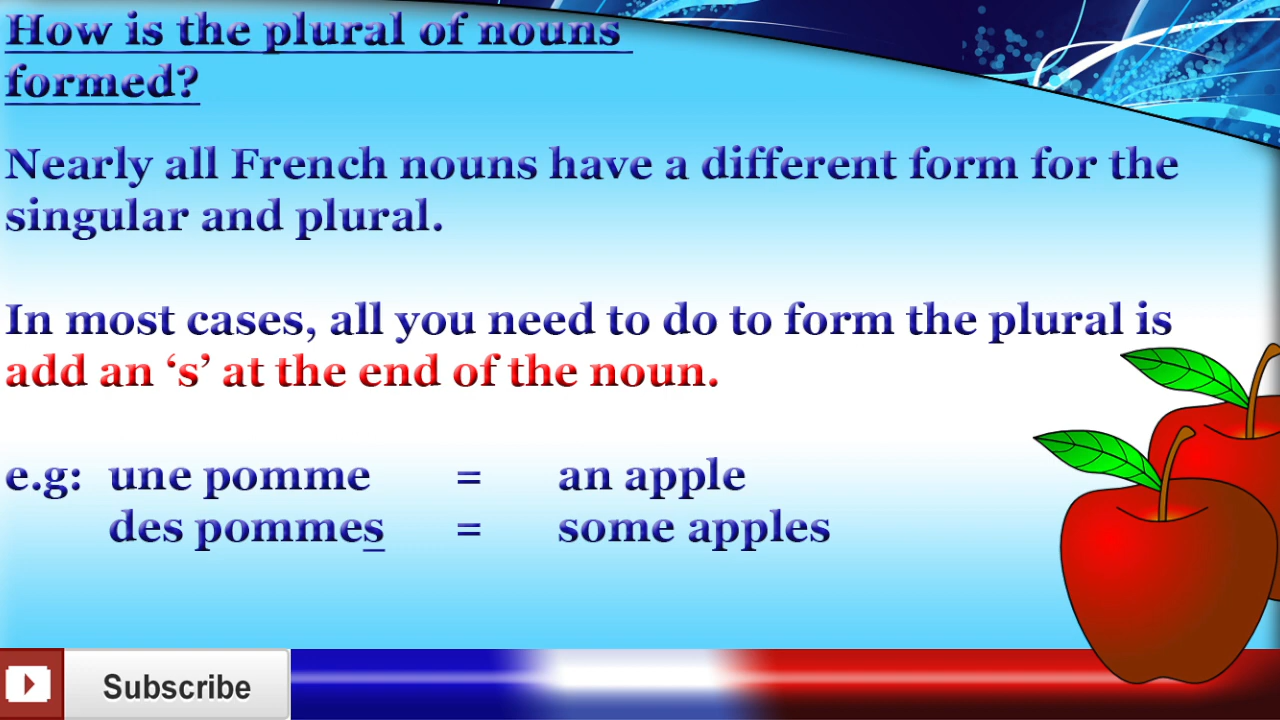 How is the plural of nouns
formed?
Nearly all French nouns have a different form for the
singular and plural.
In most cases, all you need to do to form the plural is
add an ‘s’ at the end of the noun.
e.g: une pomme = an apple
des pommes = some apples
Subscribe